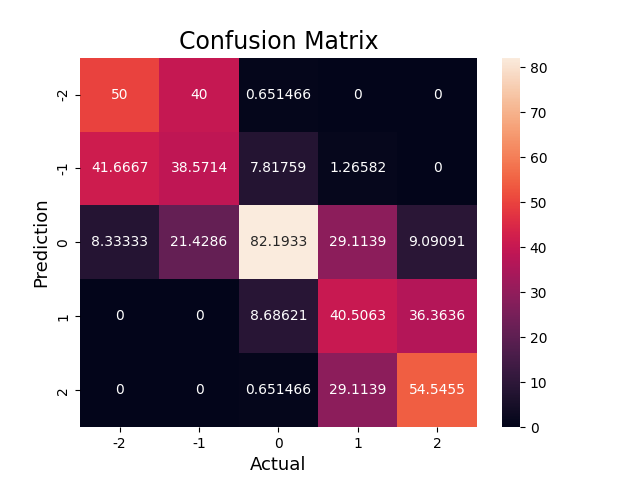 Confusion Matrix
-2 50 40 0.651466 0 0
-1 41.6667 38.5714 7.81759 1.26582 0
0 8.33333 21.4286 82.1933 29.1139 9.09091
1 0 0 8.68621 40.5063 36.3636
2 0 0 0.651466 29.1139 54.5455
-2 -1 0 1 2
Actual
Prediction
80
70
60
50
40
30
20
10
0